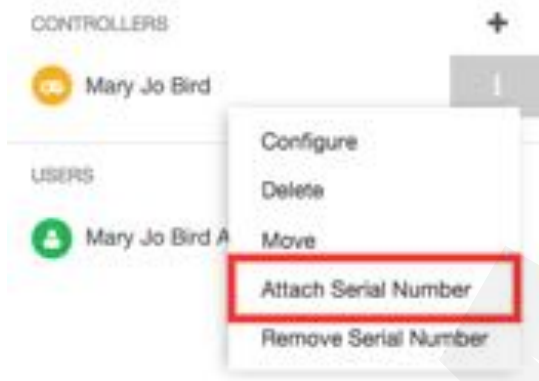 CONTROLLERS +
Mary Jo Bird
Configure
USERS
Delete
Mary Jo Bird A
Move
Attach Serial Number
Remove Serial Number